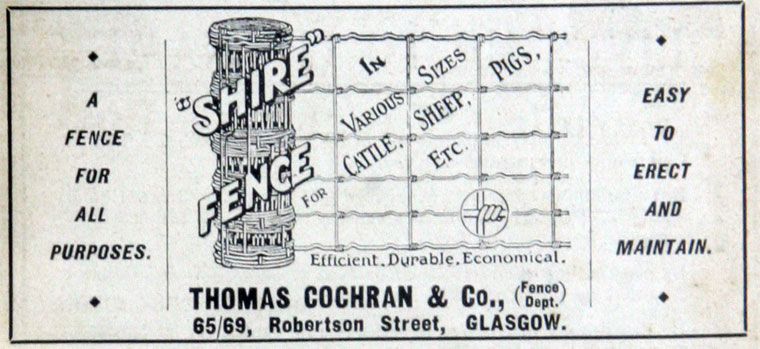 A
FENCE
FOR
ALL
PURPOSES.
"SHIRE"
FENCE
FOR
IN
VARIOUS
CATTLE,
SIZES
SHEEP,
ETC.
PIGS,
Efficient. Durable. Economical.
THOMAS COCHRAN & Co., (Fence Dept.)
65/69, Robertson Street, GLASGOW.
EASY
TO
ERECT
AND
MAINTAIN.